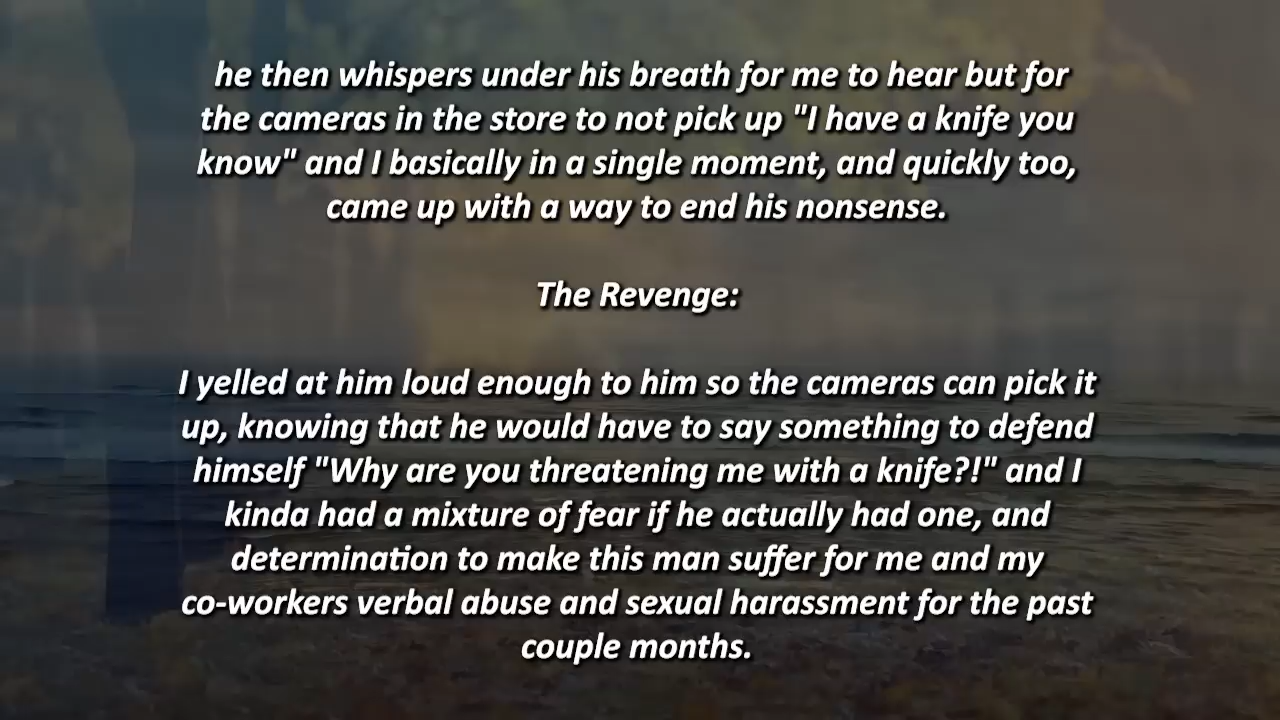 he then whispers under his breath for me to hear but for
the cameras in the store to not pick up "I have a knife you
know" and I basically in a single moment, and quickly too,
came up with a way to end his nonsense.
The Revenge:
I yelled at him loud enough to him so the cameras can pick it
up, knowing that he would have to say something to defend
himself "Why are you threatening me with a knife?!" and I
kinda had a mixture of fear if he actually had one, and
determination to make this man suffer for me and my
co-workers verbal abuse and sexual harassment for the past
couple months.